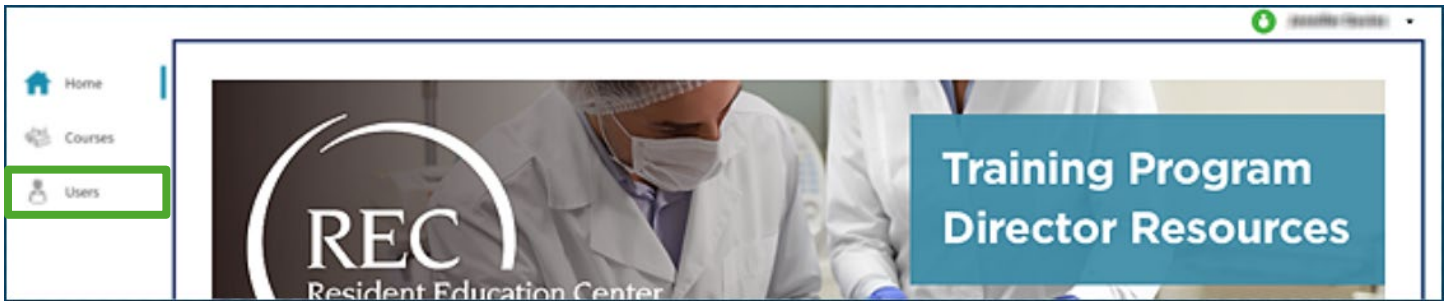 Home
Courses
Users
REC
Resident Education Center
Training Program
Director Resources